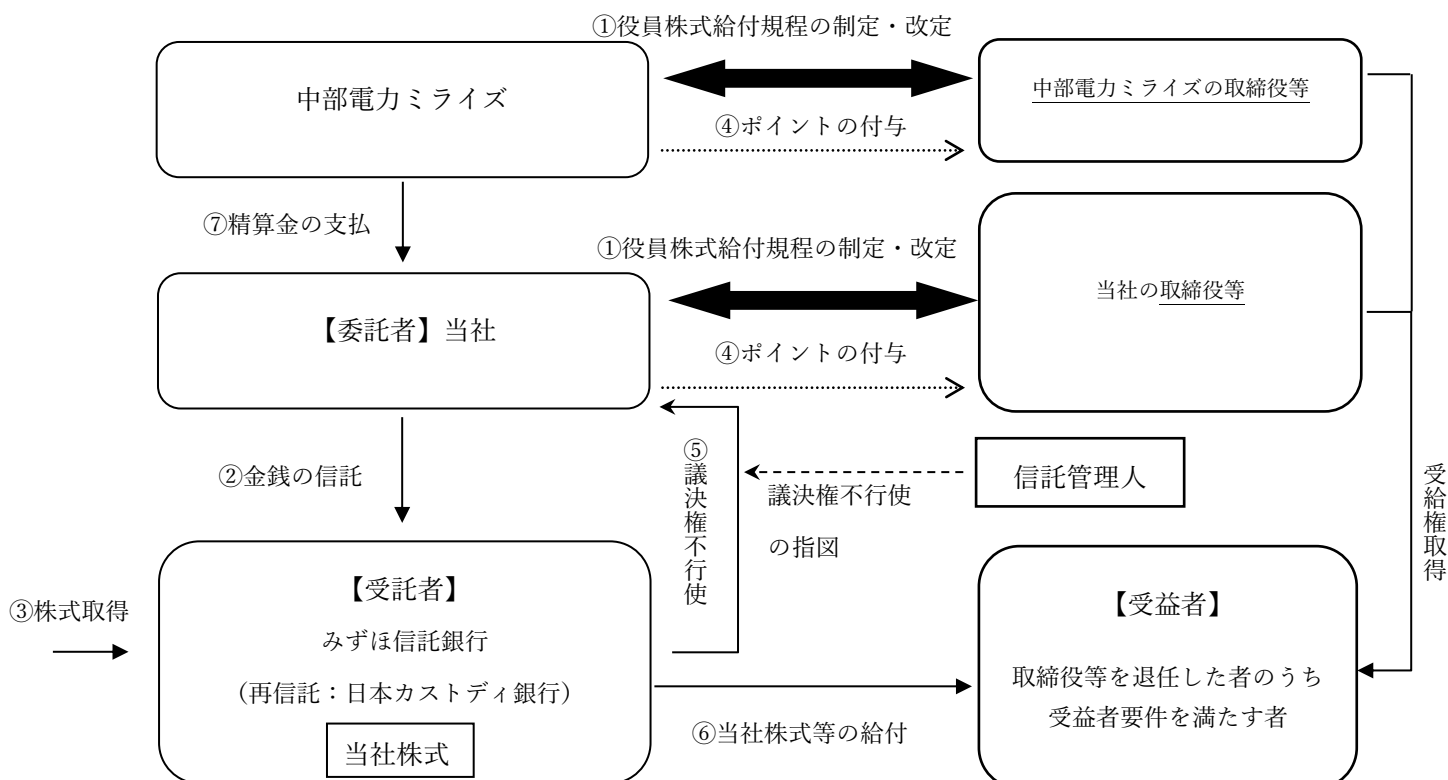 ①役員株式給付規程の制定・改定
中部電力ミライズ
中部電力ミライズの取締役等
④ポイントの付与
⑦精算金の支払
①役員株式給付規程の制定・改定
【委託者】当社
当社の取締役等
④ポイントの付与
②金銭の信託
⑤議決権不行使
議決権不行使
の指図
信託管理人
受給権取得
③株式取得
【受託者】
みずほ信託銀行
(再信託:日本カストディ銀行)
当社株式
⑥当社株式等の給付
【受益者】
取締役等を退任した者のうち
受益者要件を満たす者